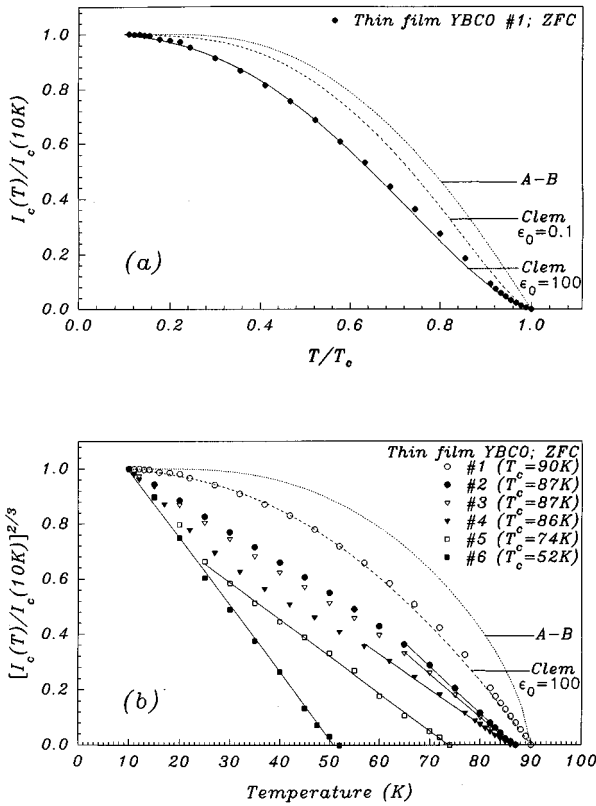 Thin film YBCO #1; ZFC
I_c(T)/I_c(10K)
1.0
0.8
0.6
0.4
0.2
0.0
A-B
Clem
ϵ₀=0.1
Clem
ϵ₀=100
(a)
0.0 0.2 0.4 0.6 0.8 1.0
T/T_c
Thin film YBCO; ZFC
#1 (T_c=90K)
#2 (T_c=87K)
#3 (T_c=87K)
#4 (T_c=86K)
#5 (T_c=74K)
#6 (T_c=52K)
[I_c(T)/I_c(10K)]^2/3
1.0
0.8
0.6
0.4
0.2
0.0
A-B
Clem
ϵ₀=100
(b)
0 10 20 30 40 50 60 70 80 90 100
Temperature (K)